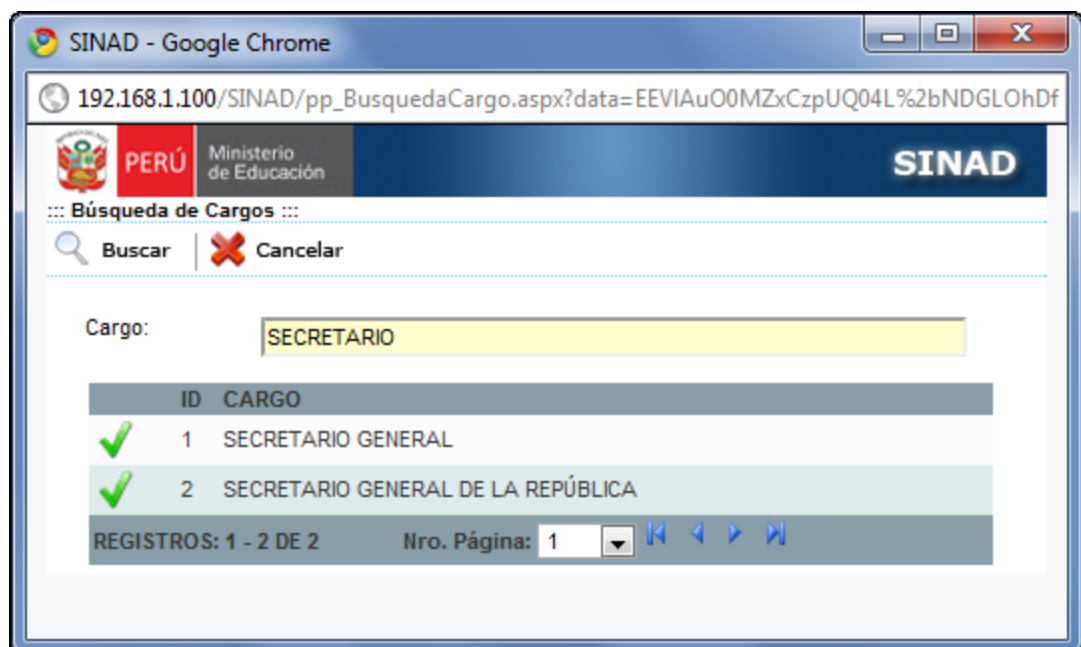 SINAD - Google Chrome
192.168.1.100/SINAD/pp_BusquedaCargo.aspx?data=EEVIAuO0MZxCzpUQ04L%2bNDGLOhDf
PERÚ Ministerio de Educación SINAD
::: Búsqueda de Cargos :::
Buscar Cancelar
Cargo: SECRETARIO
ID CARGO
1 SECRETARIO GENERAL
2 SECRETARIO GENERAL DE LA REPÚBLICA
REGISTROS: 1 - 2 DE 2 Nro. Página: 1